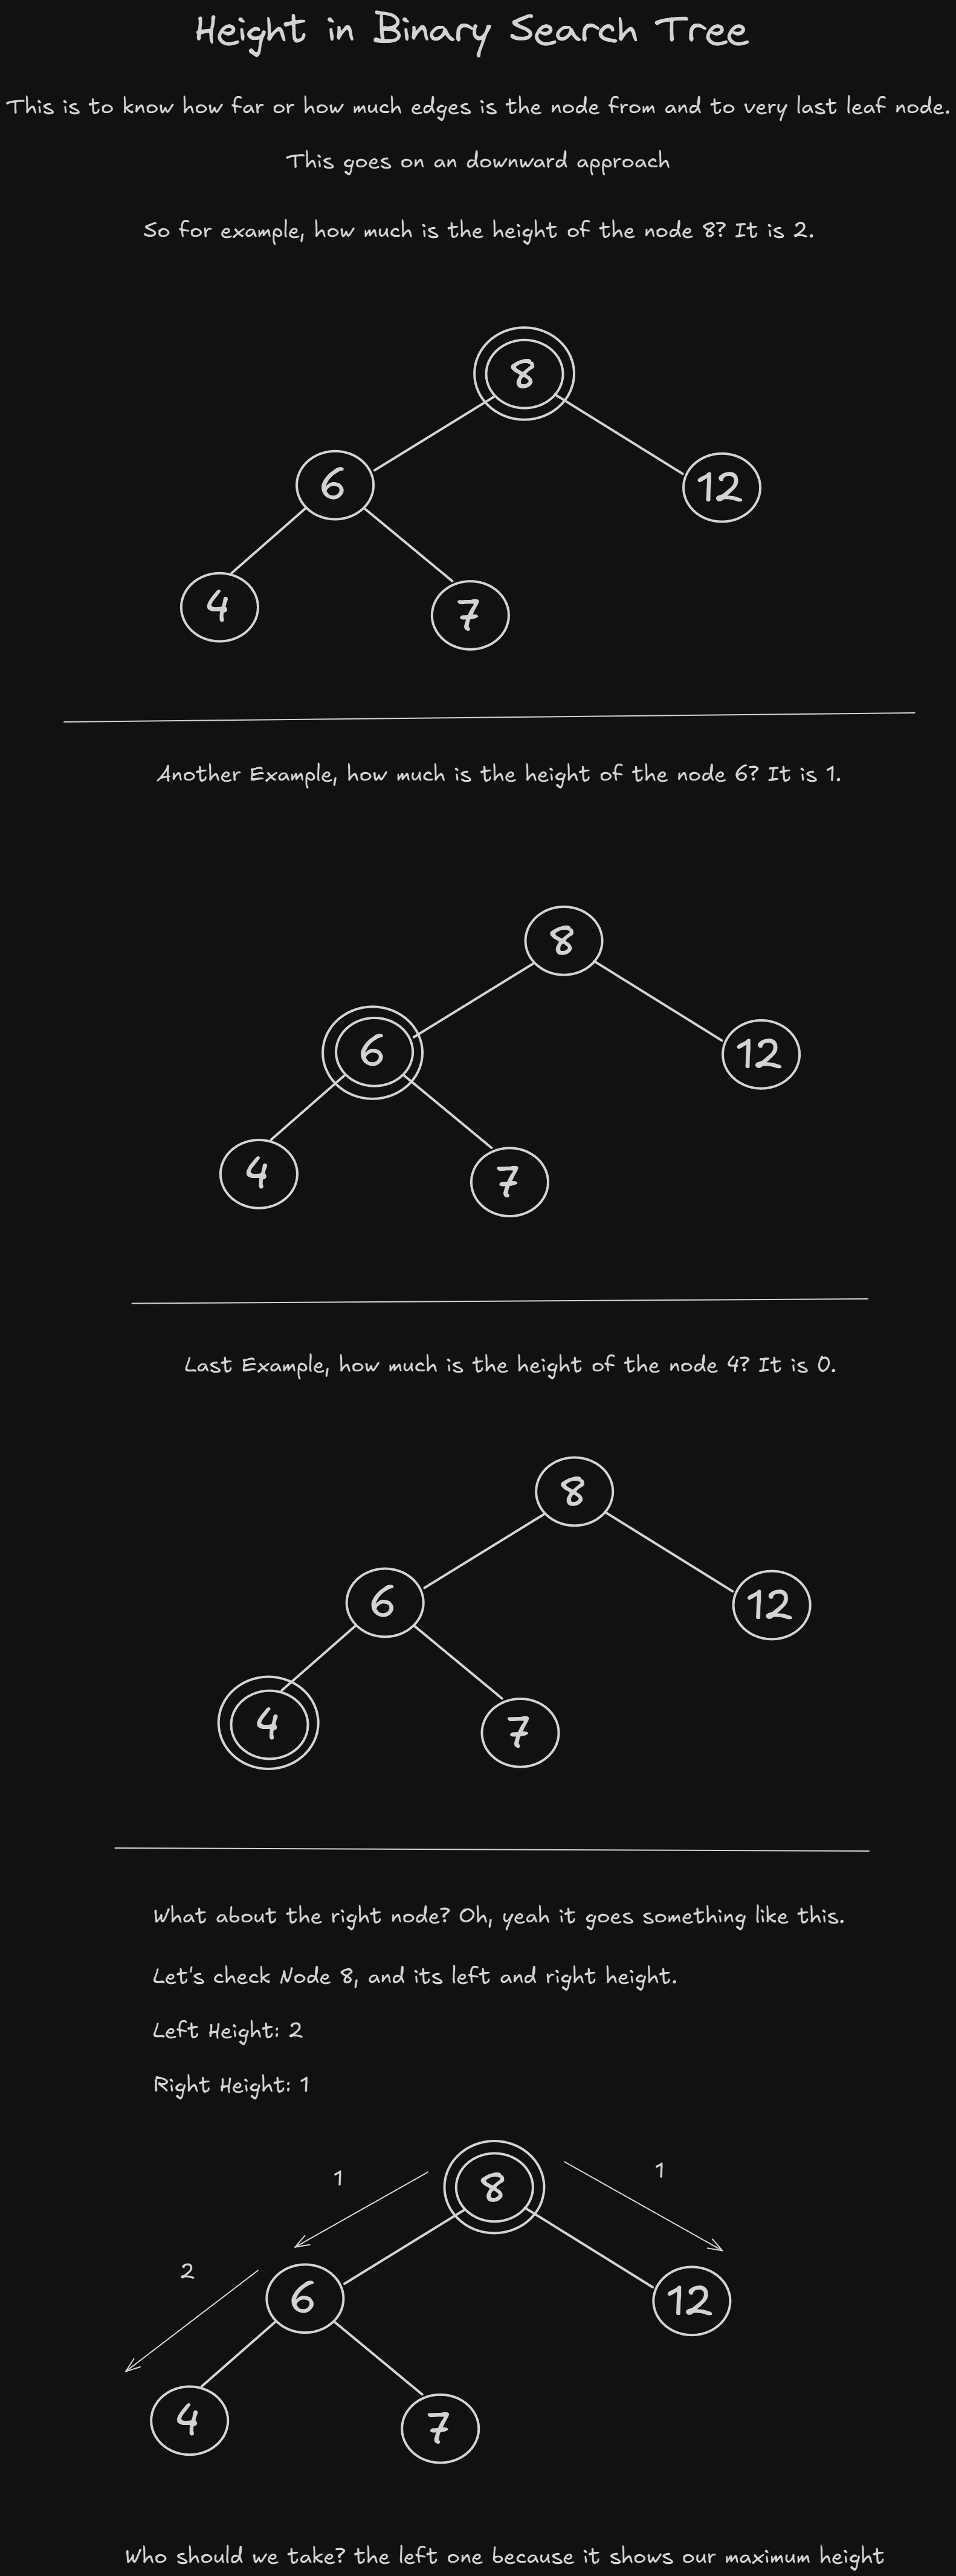 Height in Binary Search Tree
This is to know how far or how much edges is the node from and to very last leaf node.
This goes on an downward approach
So for example, how much is the height of the node 8? It is 2.
8
6
12
4
7
Another Example, how much is the height of the node 6? It is 1.
8
6
12
4
7
Last Example, how much is the height of the node 4? It is 0.
8
6
12
4
7
What about the right node? Oh, yeah it goes something like this.
Let's check Node 8, and its left and right height.
Left Height: 2
Right Height: 1
1
1
8
2
6
12
4
7
Who should we take? the left one because it shows our maximum height